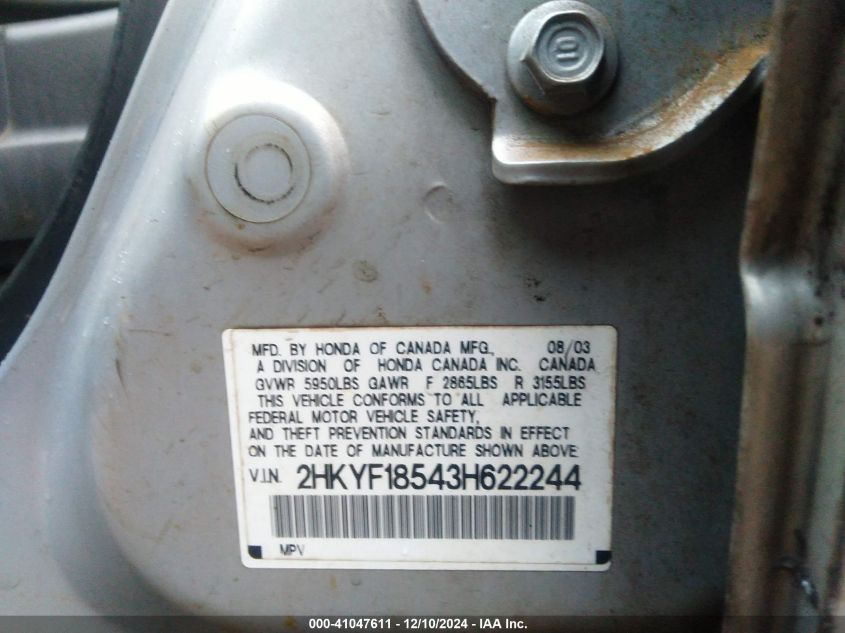 MFD. BY HONDA OF CANADA MFG., 08/03
A DIVISION OF HONDA CANADA INC. CANADA
GVWR 5950LBS GAWR F 2865LBS R 3155LBS
THIS VEHICLE CONFORMS TO ALL APPLICABLE
FEDERAL MOTOR VEHICLE SAFETY,
AND THEFT PREVENTION STANDARDS IN EFFECT
ON THE DATE OF MANUFACTURE SHOWN ABOVE:
V.I.N. 2HKYF18543H622244
MPV
000-41047611 - 12/10/2024 - IAA Inc.